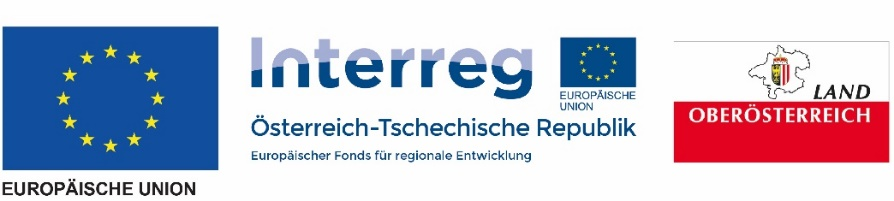 EUROPÄISCHE UNION
Interreg
EUROPÄISCHE
UNION
Österreich-Tschechische Republik
Europäischer Fonds für regionale Entwicklung
LAND
OBERÖSTERREICH